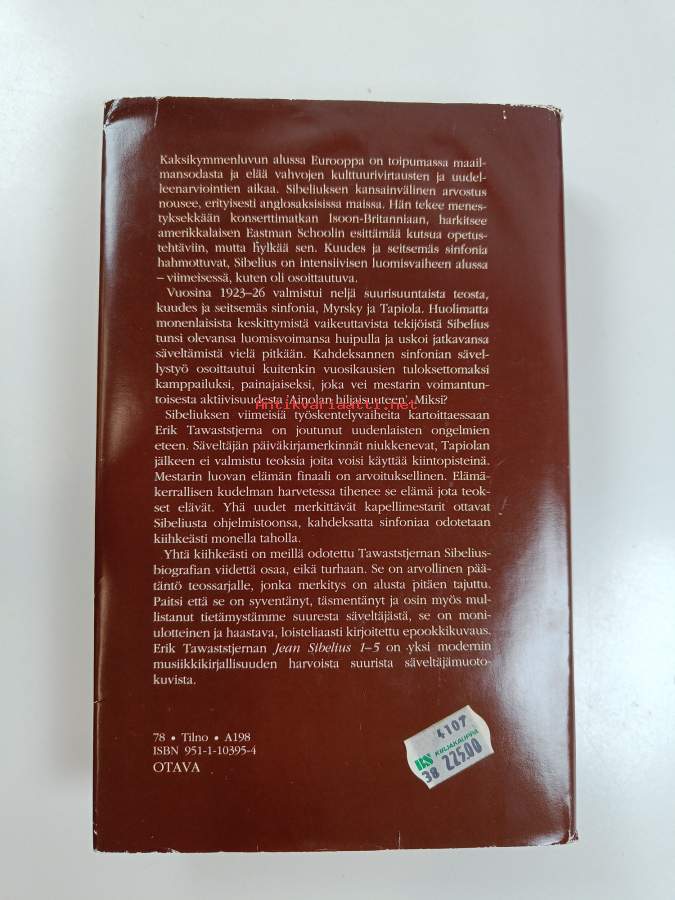 Kaksikymmenluvun alussa Eurooppa on toipumassa maail-
mansodasta ja elää vahvojen kulttuurivirtausten ja uudel-
leenarviointien aikaa. Sibeliuksen kansainvälinen arvostus
nousee, erityisesti anglosaksisissa maissa. Hän tekee menes-
tyksekkään konserttimatkan Isoon-Britanniaan, harkitsee
amerikkalaisen Eastman Schoolin esittämää kutsua opetus-
tehtäviin, mutta hylkää sen. Kuudes ja seitsemäs sinfonia
hahmottuvat, Sibelius on intensiivisen luomisvaiheen alussa
– viimeisessä, kuten oli osoittautuva.
Vuosina 1923–26 valmistui neljä suurisuuntaista teosta,
kuudes ja seitsemäs sinfonia, Myrsky ja Tapiola. Huolimatta
monenlaisista keskittymistä vaikeuttavista tekijöistä Sibelius
tunsi olevansa luomisvoimansa huipulla ja uskoi jatkavansa
säveltämistä vielä pitkään. Kahdeksannen sinfonian sävel-
lystyö osoittautui kuitenkin vuosikausien tuloksettomaksi
kamppailuksi, painajaiseksi, joka vei mestarin voimantun-
toisesta aktiivisuudesta 'Ainolan hiljaisuuteen'. Miksi?
Antikvariaatti.net
Sibeliuksen viimeisiä työskentelyvaiheita kartoittaessaan
Erik Tawaststjerna on joutunut uudenlaisten ongelmien
eteen. Säveltäjän päiväkirjamerkinnät niukkenevat, Tapiolan
jälkeen ei valmistu teoksia joita voisi käyttää kiintopisteinä.
Mestarin luovan elämän finaali on arvoituksellinen. Elämä-
kerrallisen kudelman harvetessa tihenee se elämä jota teok-
set elävät. Yhä uudet merkittävät kapellimestarit ottavat
Sibeliusta ohjelmistoonsa, kahdeksatta sinfoniaa odotetaan
kiihkeästi monella taholla.
Yhtä kiihkeästi on meillä odotettu Tawaststjernan Sibelius-
biografian viidettä osaa, eikä turhaan. Se on arvollinen pää-
täntö teossarjalle, jonka merkitys on alusta pitäen tajuttu.
Paitsi että se on syventänyt, täsmentänyt ja osin myös mul-
listanut tietämystämme suuresta säveltäjästä, se on moni-
ulotteinen ja haastava, loisteliaasti kirjoitettu epookkikuvaus.
Erik Tawaststjernan Jean Sibelius 1–5 on yksi modernin
musiikkikirjallisuuden harvoista suurista säveltäjämuoto-
kuvista.
78 • Tilno • A198
ISBN 951-1-10395-4
OTAVA
4107
KIRJAKAUPPA
38 225.00